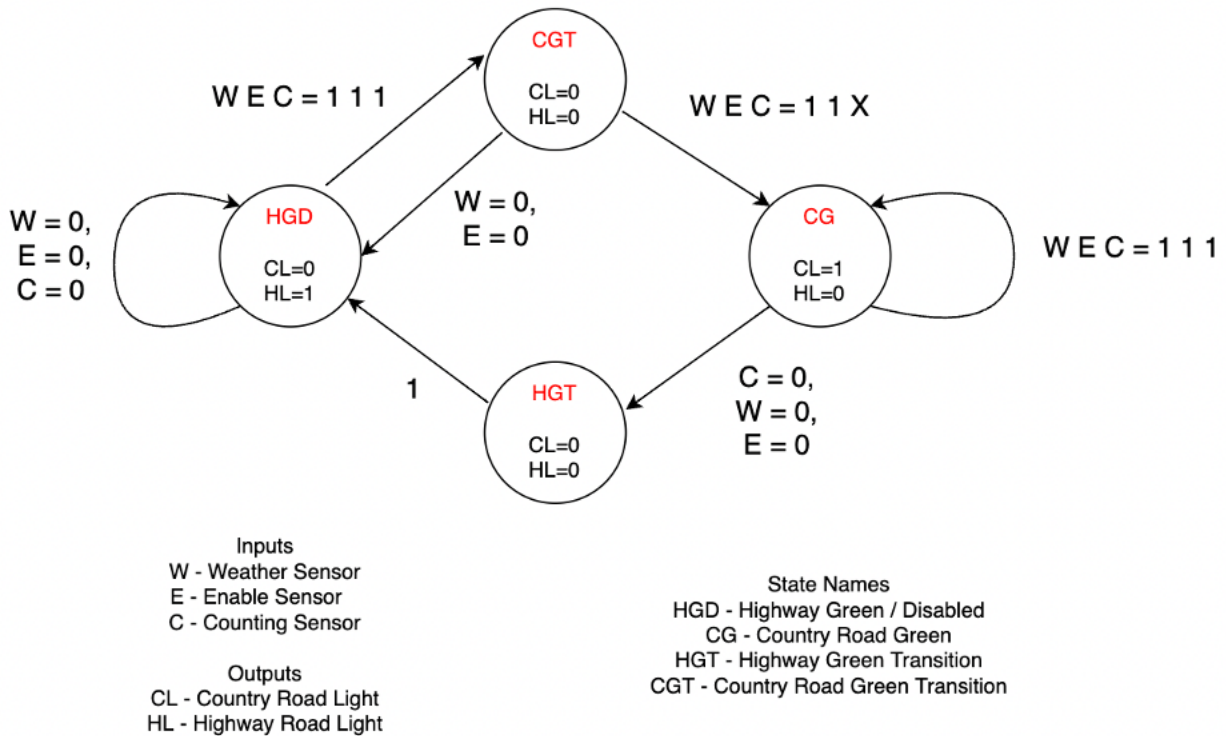 CGT
CL=0
HL=0
W E C = 1 1 1
W E C = 1 1 X
W = 0,
E = 0
W = 0,
E = 0,
C = 0
HGD
CL=0
HL=1
CG
CL=1
HL=0
W E C = 1 1 1
1
HGT
CL=0
HL=0
C = 0,
W = 0,
E = 0
Inputs
W - Weather Sensor
E - Enable Sensor
C - Counting Sensor
Outputs
CL - Country Road Light
HL - Highway Road Light
State Names
HGD - Highway Green / Disabled
CG - Country Road Green
HGT - Highway Green Transition
CGT - Country Road Green Transition